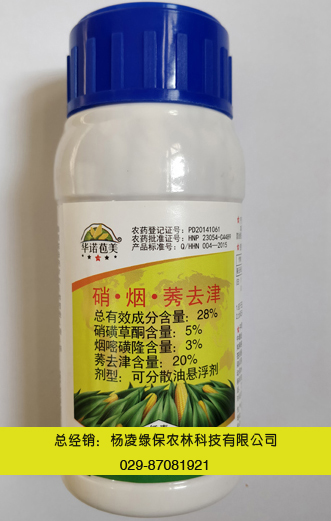 华诺芭美
农药登记证号：PD20141061
农药批准证号：HNP 23054-D4489
产品标准号：Q/HHN 004—2015
硝·烟·莠去津
总有效成分含量：28%
硝磺草酮含量：5%
烟嘧磺隆含量：3%
莠去津含量：20%
剂型：可分散油悬浮剂
总经销：杨凌绿保农林科技有限公司
029-87081921